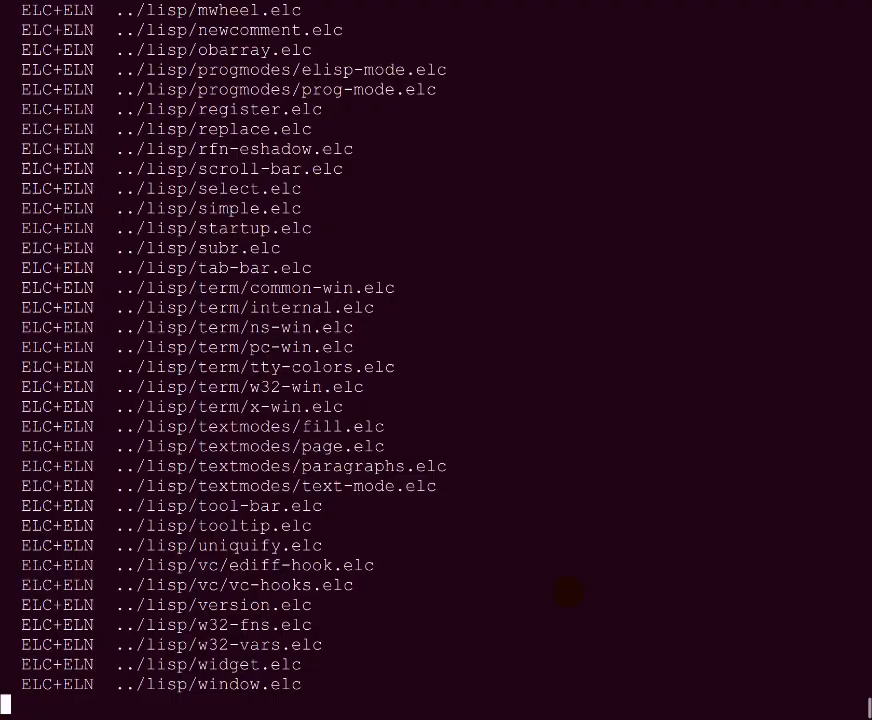 ELC+ELN ../lisp/mwheel.elc
ELC+ELN ../lisp/newcomment.elc
ELC+ELN ../lisp/obarray.elc
ELC+ELN ../lisp/progmodes/elisp-mode.elc
ELC+ELN ../lisp/progmodes/prog-mode.elc
ELC+ELN ../lisp/register.elc
ELC+ELN ../lisp/replace.elc
ELC+ELN ../lisp/rfn-eshadow.elc
ELC+ELN ../lisp/scroll-bar.elc
ELC+ELN ../lisp/select.elc
ELC+ELN ../lisp/simple.elc
ELC+ELN ../lisp/startup.elc
ELC+ELN ../lisp/subr.elc
ELC+ELN ../lisp/tab-bar.elc
ELC+ELN ../lisp/term/common-win.elc
ELC+ELN ../lisp/term/internal.elc
ELC+ELN ../lisp/term/ns-win.elc
ELC+ELN ../lisp/term/pc-win.elc
ELC+ELN ../lisp/term/tty-colors.elc
ELC+ELN ../lisp/term/w32-win.elc
ELC+ELN ../lisp/term/x-win.elc
ELC+ELN ../lisp/textmodes/fill.elc
ELC+ELN ../lisp/textmodes/page.elc
ELC+ELN ../lisp/textmodes/paragraphs.elc
ELC+ELN ../lisp/textmodes/text-mode.elc
ELC+ELN ../lisp/tool-bar.elc
ELC+ELN ../lisp/tooltip.elc
ELC+ELN ../lisp/uniquify.elc
ELC+ELN ../lisp/vc/ediff-hook.elc
ELC+ELN ../lisp/vc/vc-hooks.elc
ELC+ELN ../lisp/version.elc
ELC+ELN ../lisp/w32-fns.elc
ELC+ELN ../lisp/w32-vars.elc
ELC+ELN ../lisp/widget.elc
ELC+ELN ../lisp/window.elc